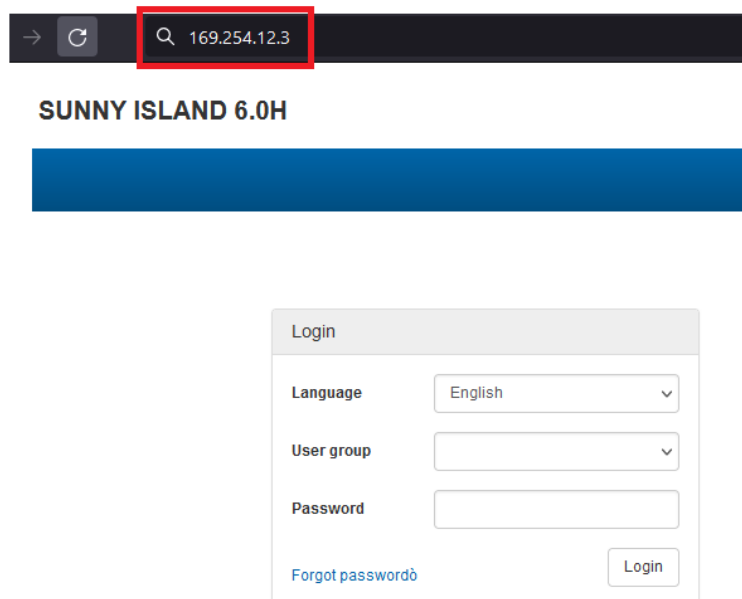 169.254.12.3
SUNNY ISLAND 6.0H
Login
Language English
User group
Password
Forgot passwordò Login